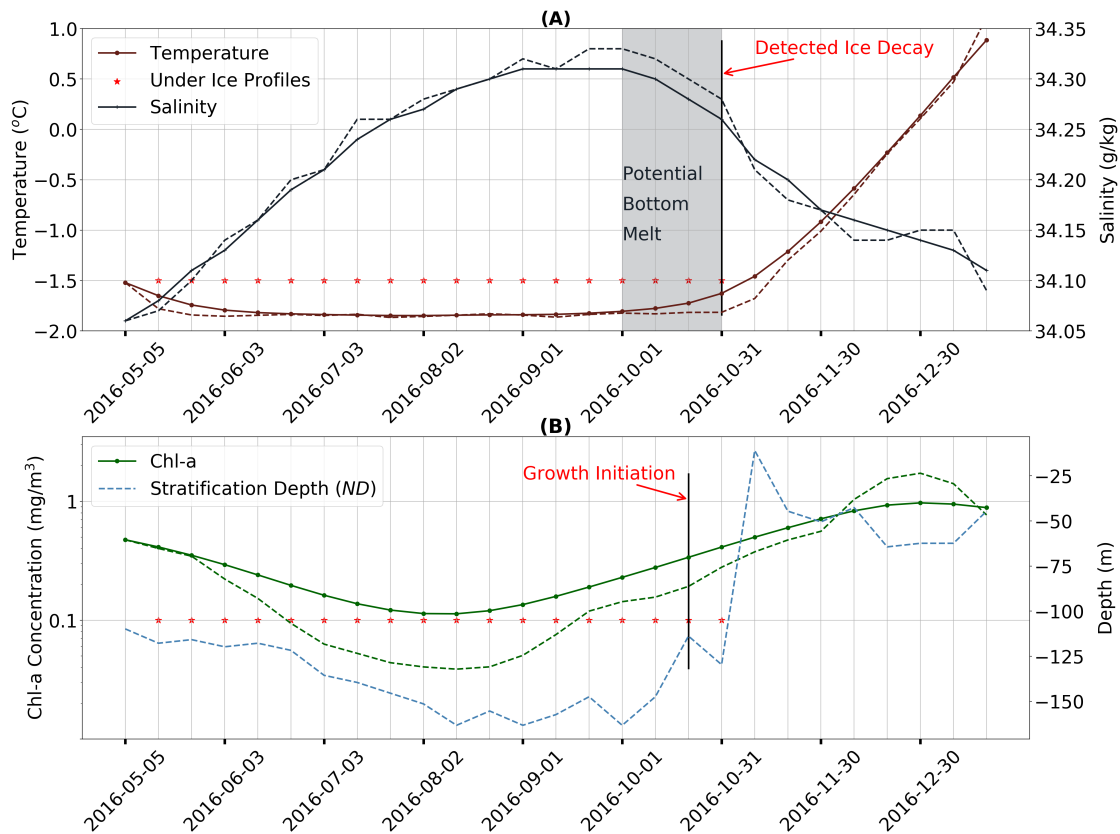 (A)
1.0
0.5
0.0
−0.5
−1.0
−1.5
−2.0
Temperature (°C)
Temperature
Under Ice Profiles
Salinity
Detected Ice Decay
Potential
Bottom
Melt
34.35
34.30
34.25
34.20
34.15
34.10
34.05
Salinity (g/kg)
2016-05-05
2016-06-03
2016-07-03
2016-08-02
2016-09-01
2016-10-01
2016-10-31
2016-11-30
2016-12-30
(B)
1
0.1
Chl-a Concentration (mg/m³)
Chl-a
Stratification Depth (ND)
Growth Initiation
−25
−50
−75
−100
−125
−150
Depth (m)
2016-05-05
2016-06-03
2016-07-03
2016-08-02
2016-09-01
2016-10-01
2016-10-31
2016-11-30
2016-12-30